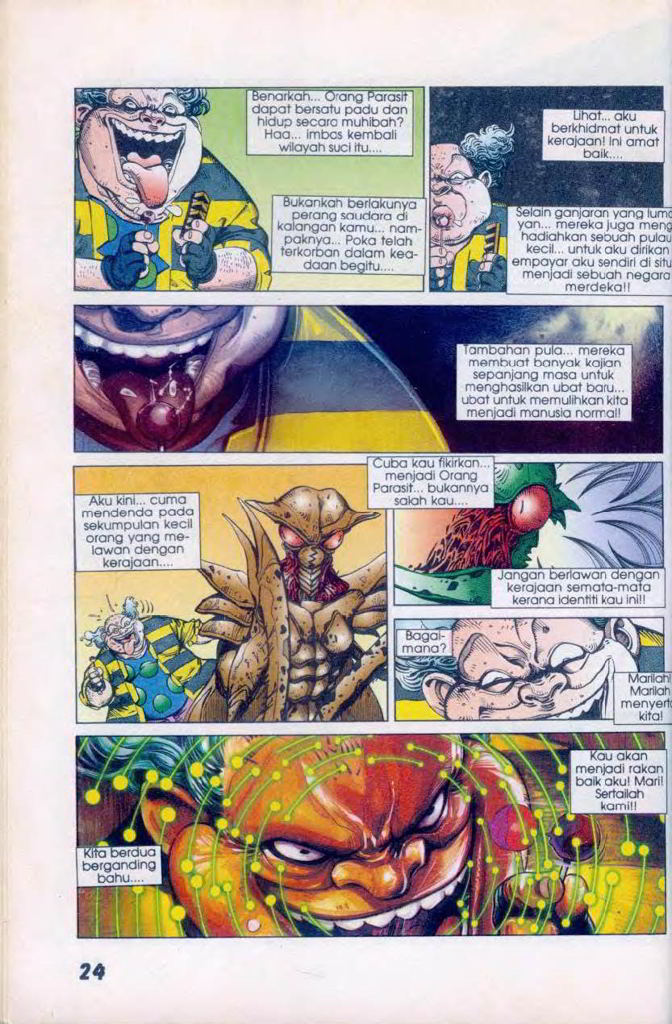 Benarkah... Orang Parasit
dapat bersatu padu dan
hidup secara muhibah?
Haa... imbas kembali
wilayah suci itu....
Bukankah berlakunya
perang saudara di
kalangan kamu... nam-
paknya... Poka telah
terkorban dalam kea-
daan begitu....
Lihat... aku
berkhidmat untuk
kerajaan! Ini amat
baik....
Selain ganjaran yang lum
yan... mereka juga meng
hadiahkan sebuah pulau
kecil... untuk aku dirikan
empayar aku sendiri di situ
menjadi sebuah negara
merdeka!!
Tambahan pula... mereka
membuat banyak kajian
sepanjang masa untuk
menghasilkan ubat baru...
ubat untuk memulihkan kita
menjadi manusia normal!
Aku kini... cuma
mendenda pada
sekumpulan kecil
orang yang me-
lawan dengan
kerajaan....
Cuba kau fikirkan...
menjadi Orang
Parasit... bukannya
salah kau....
Jangan berlawan dengan
kerajaan semata-mata
kerana identiti kau ini!!
Bagai-
mana?
Marilah!
Marilah
menyert
kita!
Kau akan
menjadi rakan
baik aku! Mari!
Sertailah
kami!!
Kita berdua
berganding
bahu....
24